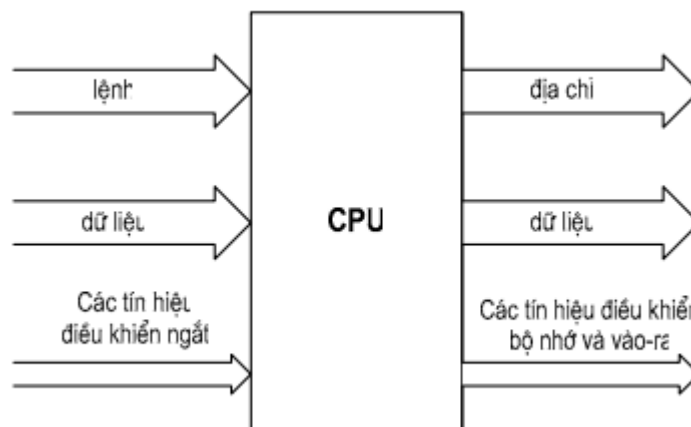 lệnh
địa chỉ
dữ liệu
CPU
dữ liệu
Các tín hiệu
điều khiển ngắt
Các tín hiệu điều khiển
bộ nhớ và vào-ra